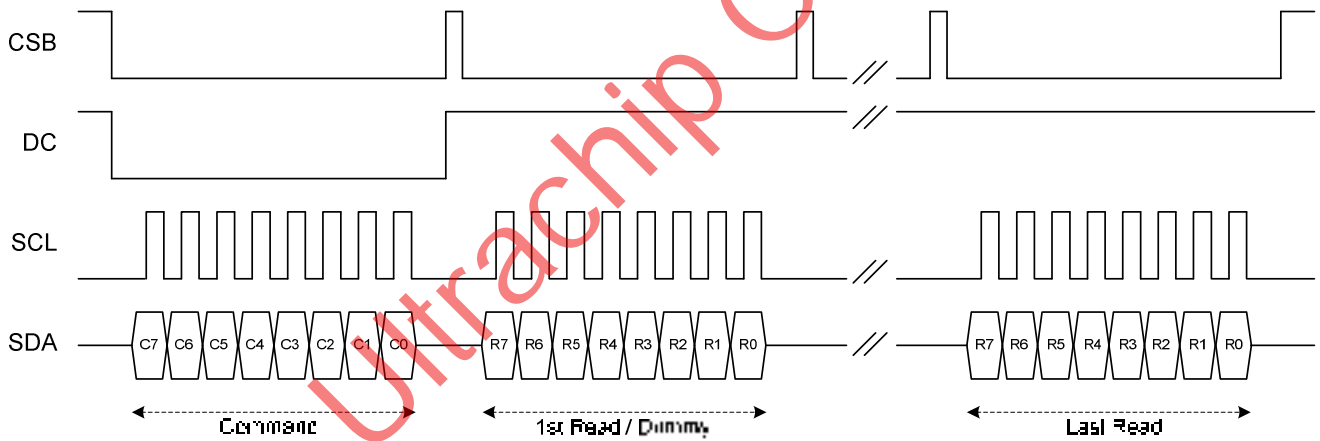 CSB
DC
SCL
SDA
C7 C6 C5 C4 C3 C2 C1 C0 R7 R6 R5 R4 R3 R2 R1 R0 R7 R6 R5 R4 R3 R2 R1 R0
Command 1st Read / Dummy Last Read
Ultrachip C